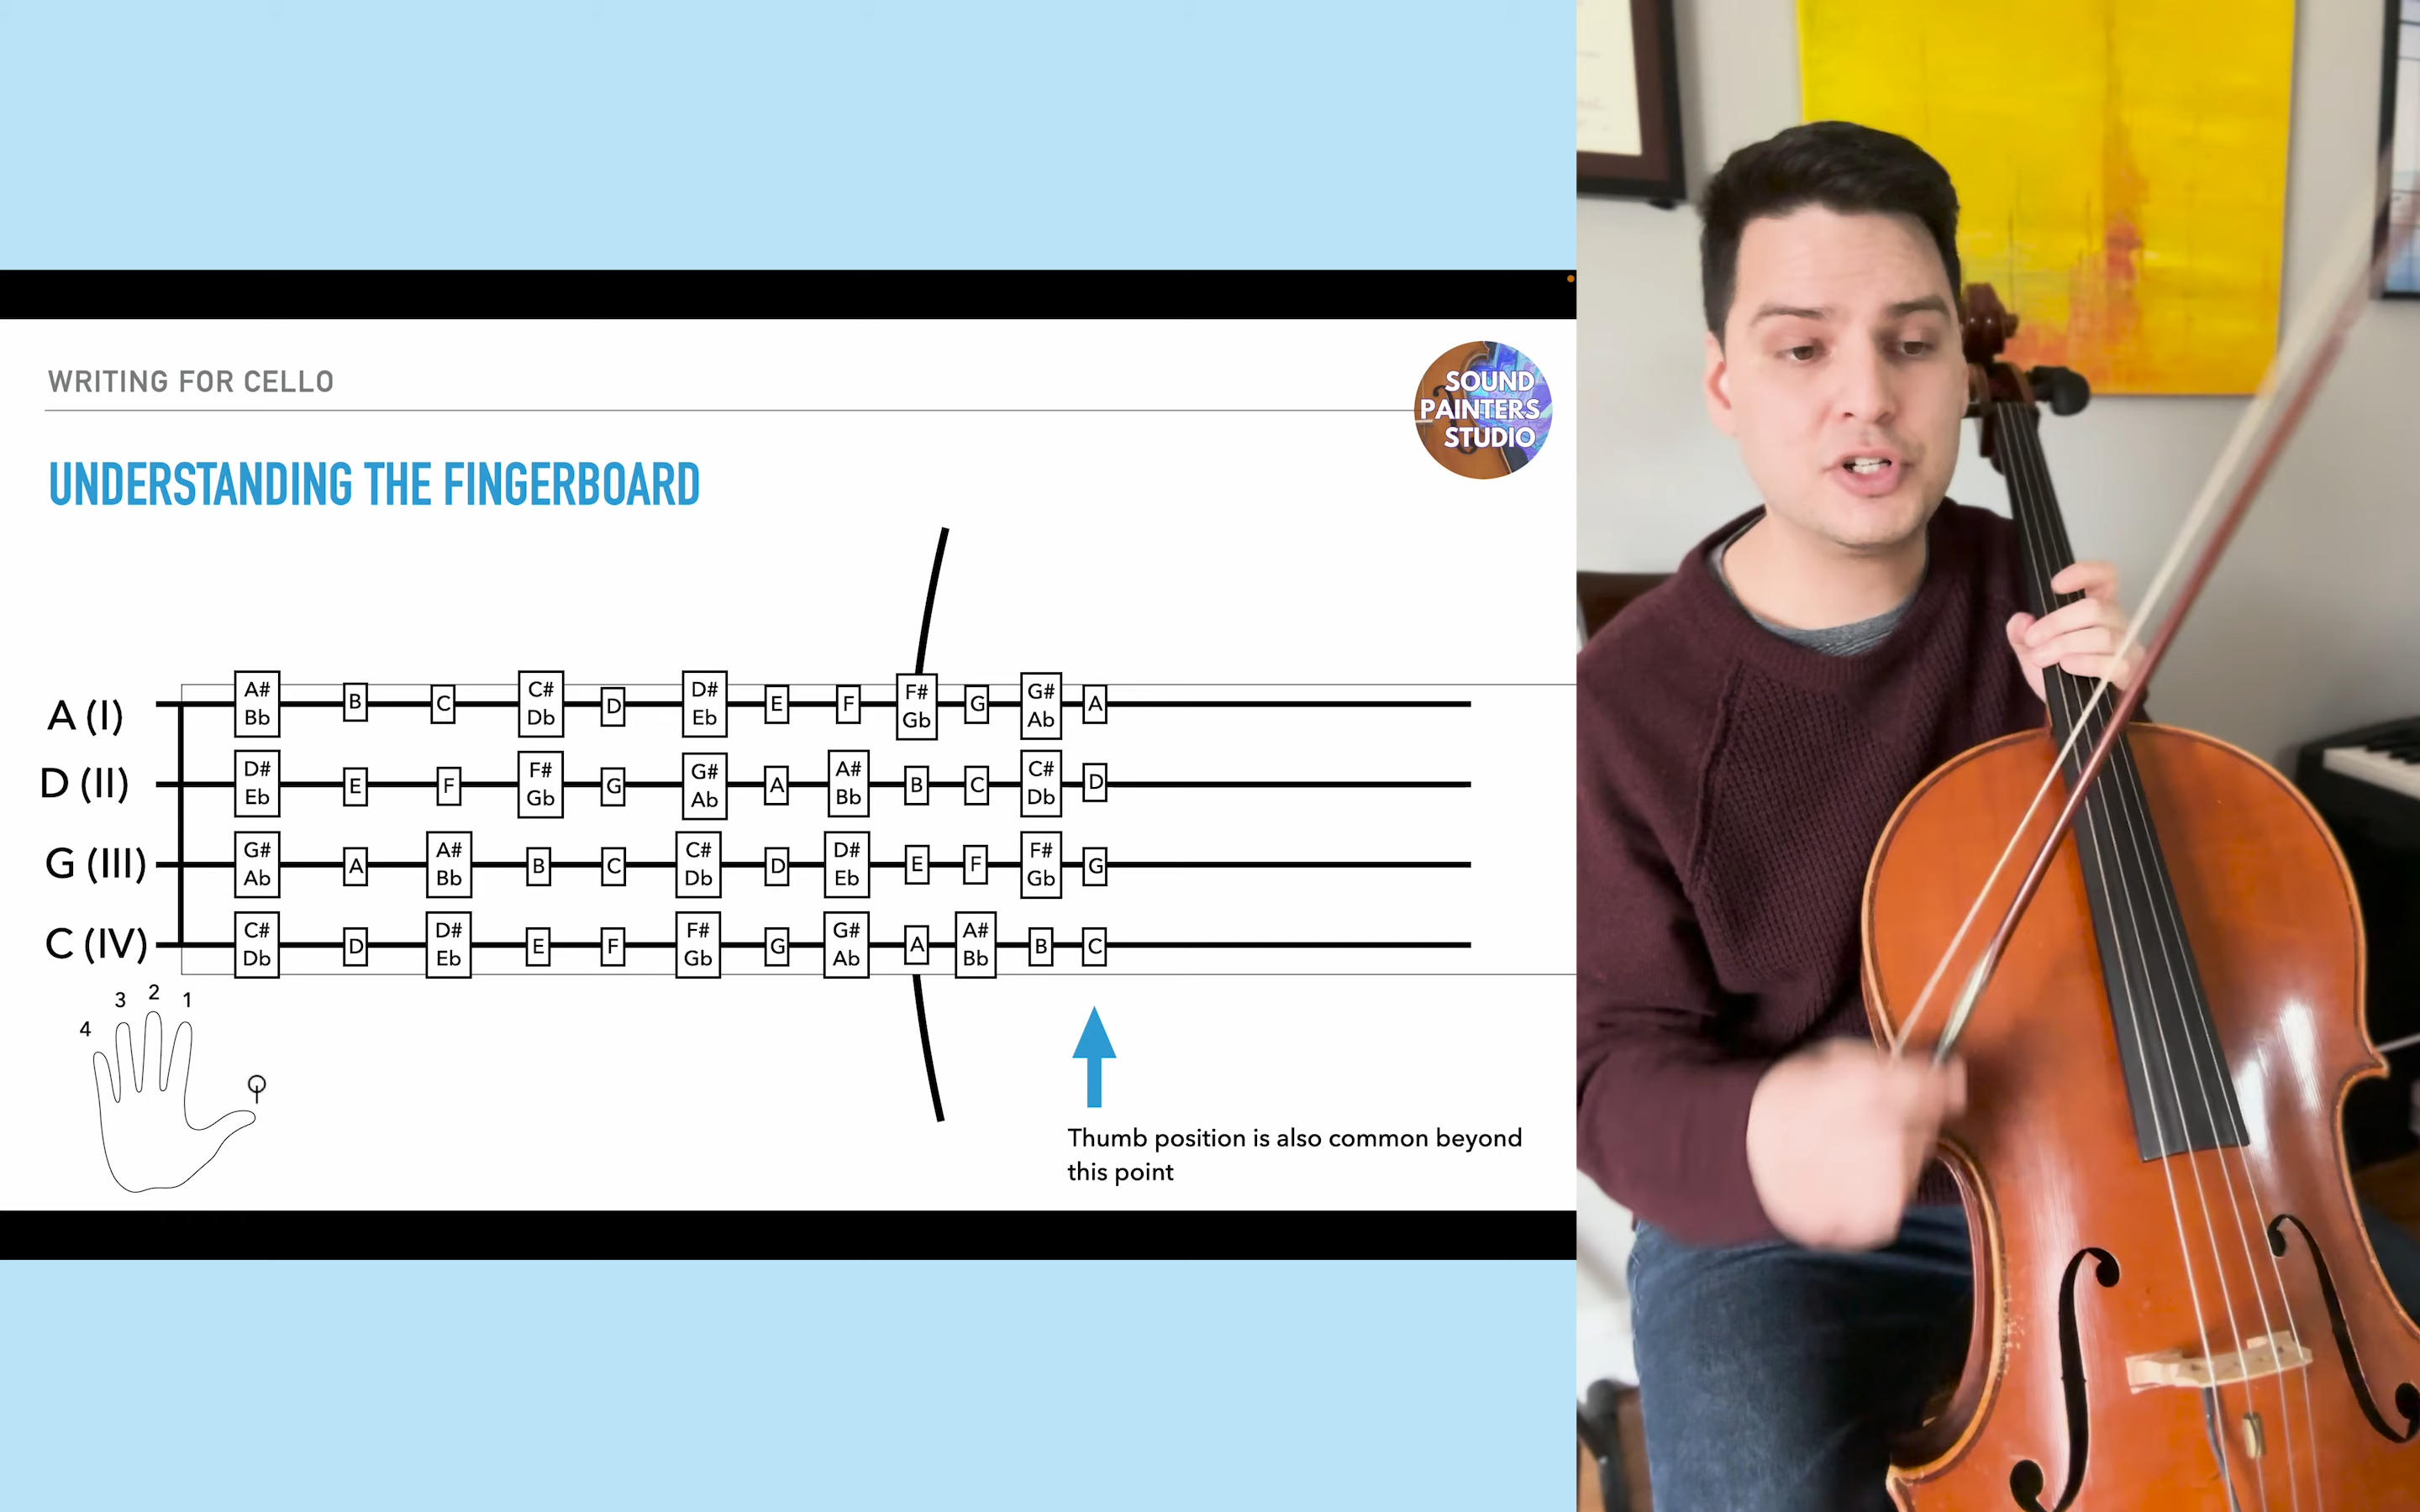 WRITING FOR CELLO
SOUND
PAINTERS
STUDIO
UNDERSTANDING THE FINGERBOARD
A (I)
A# B C C# D D# E F F# G G# A
Bb Db Eb Gb Ab
D (II)
D# E F F# G G# A A# B C C# D
Eb Gb Ab Bb Db
G (III)
G# A A# B C C# D D# E F F# G
Ab Bb Db Eb Gb
C (IV)
C# D D# E F F# G G# A A# B C
Db Eb Gb Ab Bb
4 3 2 1
Thumb position is also common beyond
this point